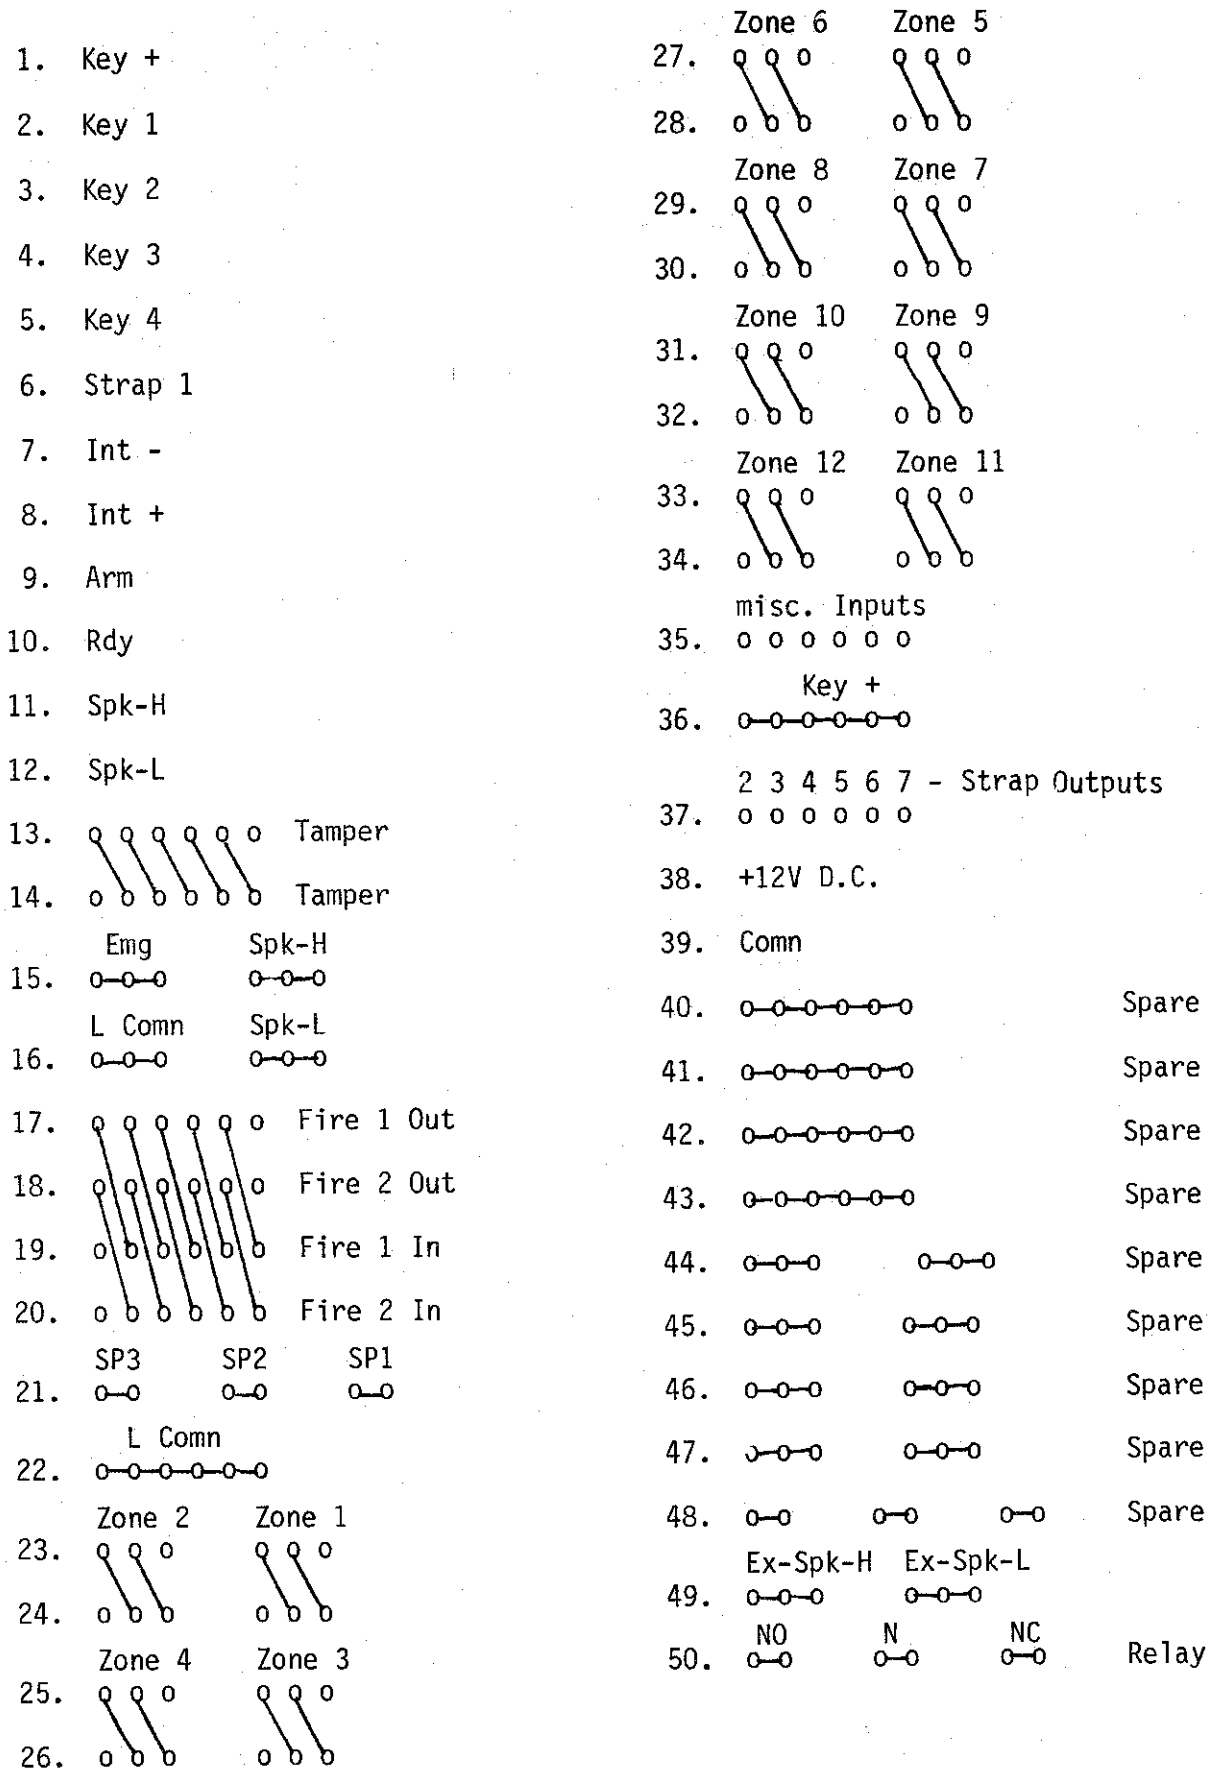 1. Key +
2. Key 1
3. Key 2
4. Key 3
5. Key 4
6. Strap 1
7. Int -
8. Int +
9. Arm
10. Rdy
11. Spk-H
12. Spk-L
13. Tamper
14. Tamper
Emg Spk-H
15.
L Comn Spk-L
16.
17. Fire 1 Out
18. Fire 2 Out
19. Fire 1 In
20. Fire 2 In
SP3 SP2 SP1
21.
L Comn
22.
Zone 2 Zone 1
23.
24.
Zone 4 Zone 3
25.
26.
Zone 6 Zone 5
27.
28.
Zone 8 Zone 7
29.
30.
Zone 10 Zone 9
31.
32.
Zone 12 Zone 11
33.
34.
misc. Inputs
35.
Key +
36.
2 3 4 5 6 7 - Strap Outputs
37.
38. +12V D.C.
39. Comn
40. Spare
41. Spare
42. Spare
43. Spare
44. Spare
45. Spare
46. Spare
47. Spare
48. Spare
Ex-Spk-H Ex-Spk-L
49.
NO N NC
50. Relay